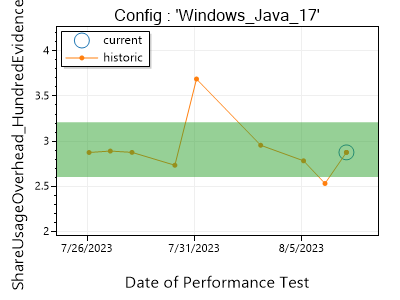 Config : 'Windows_Java_17'
ShareUsageOverhead_HundredEvidence
current
historic
4
3.5
3
2.5
2
7/26/2023
7/31/2023
8/5/2023
Date of Performance Test